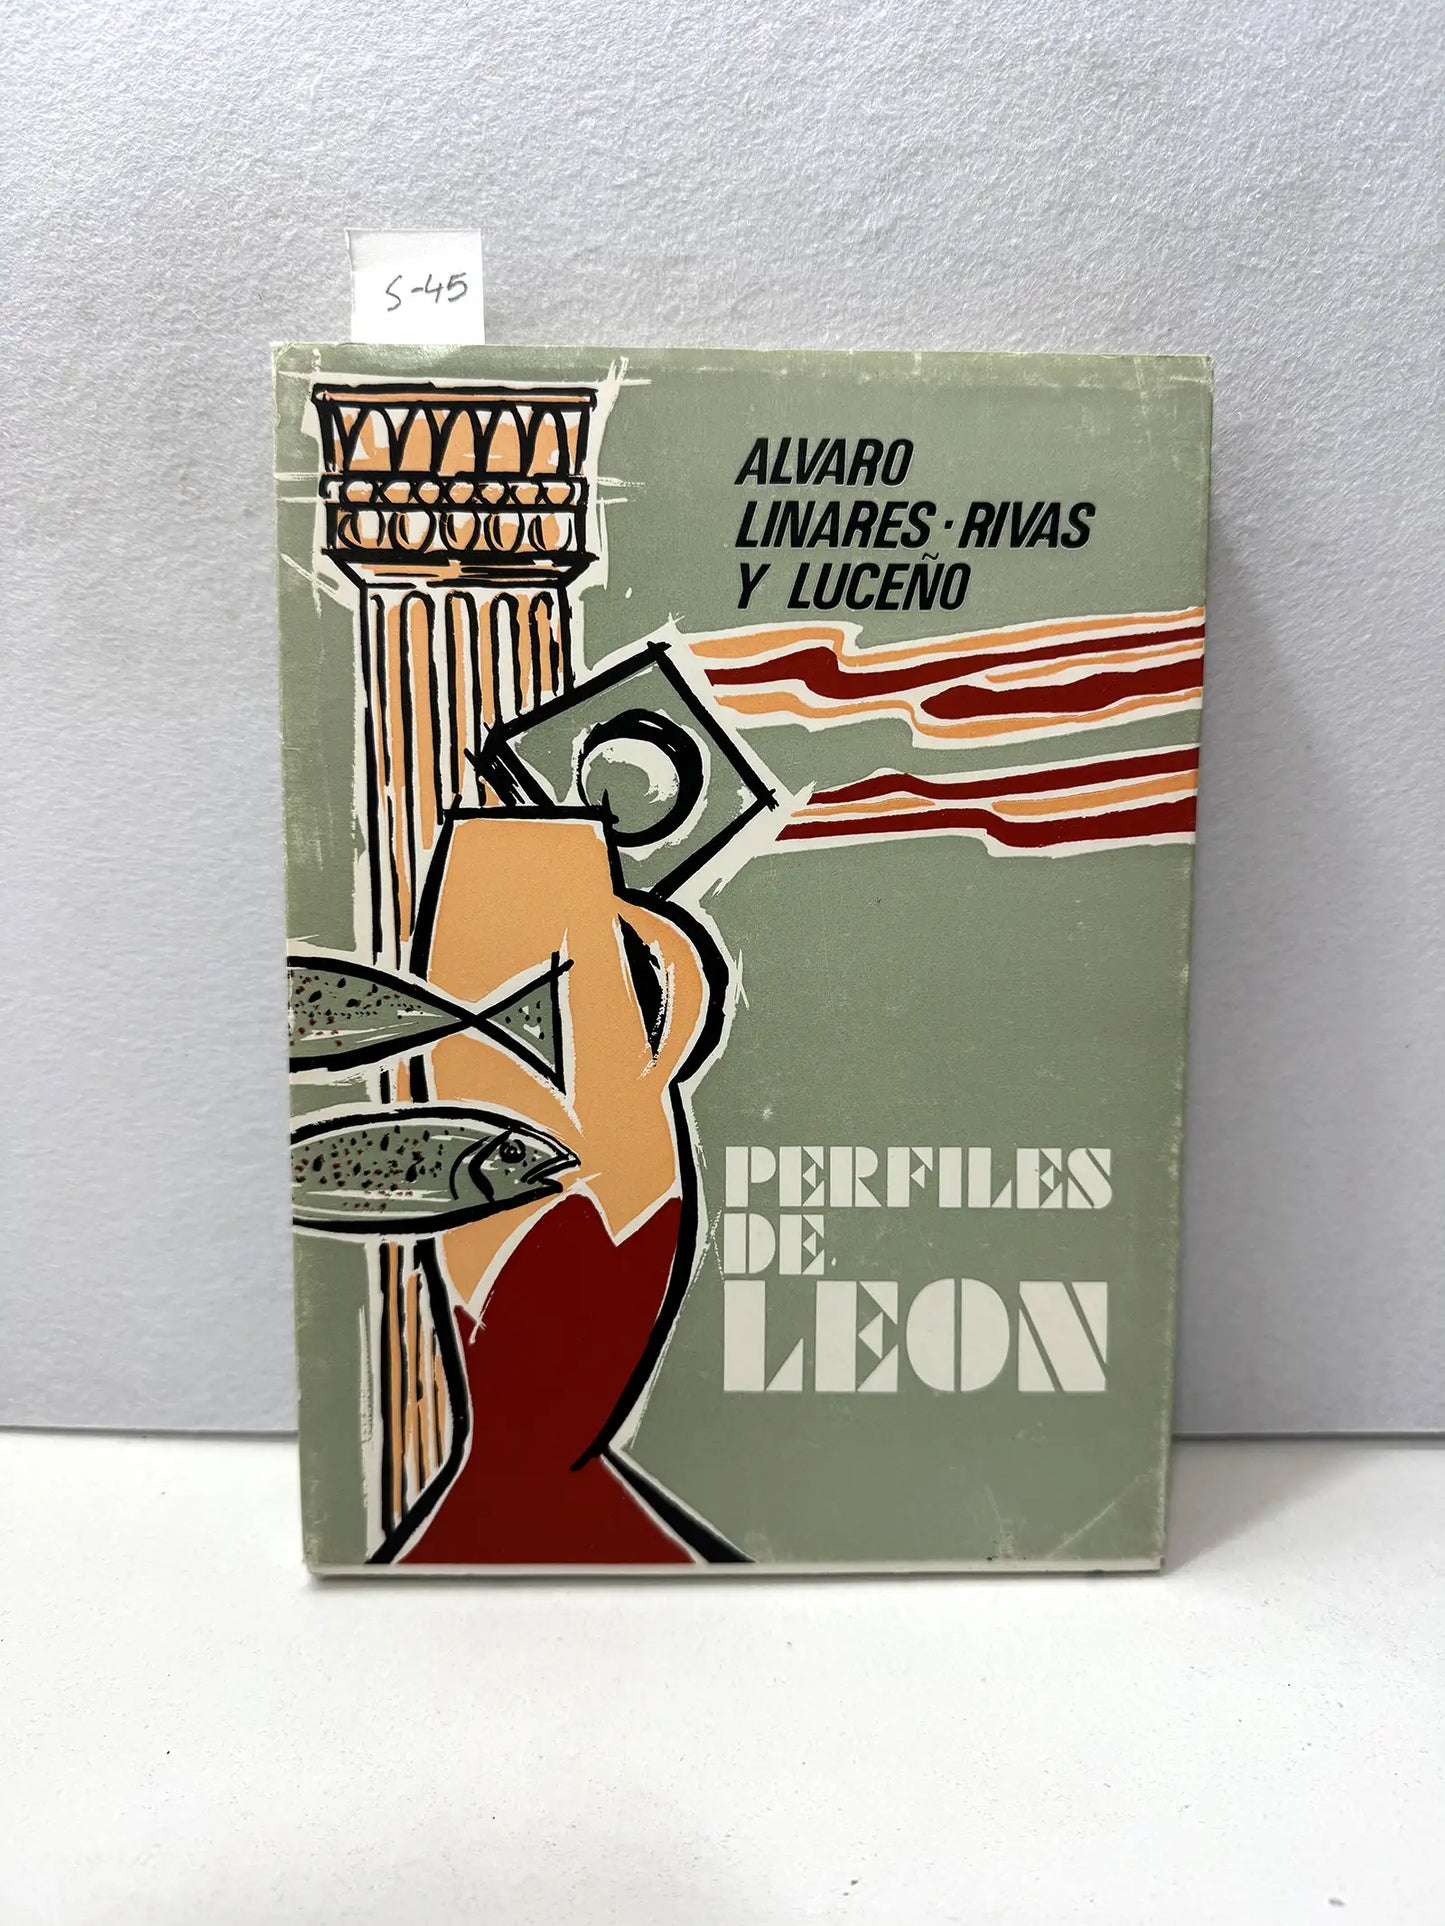 S-45
ALVARO
LINARES·RIVAS
Y LUCEÑO
PERFILES
DE
LEON